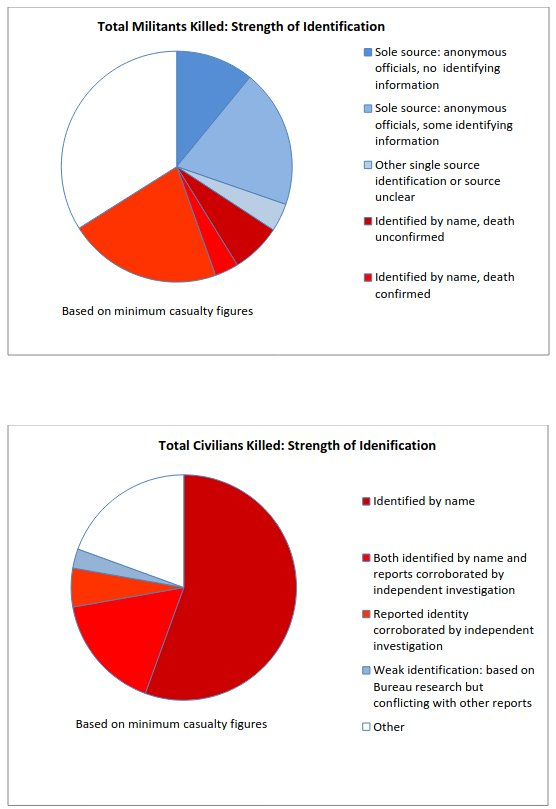 Total Militants Killed: Strength of Identification
Sole source: anonymous
officials, no  identifying
information
Sole source: anonymous
officials, some identifying
information
Other single source
identification or source
unclear
Identified by name, death
unconfirmed
Identified by name, death
confirmed
Based on minimum casualty figures
Total Civilians Killed: Strength of Idenification
Identified by name
Both identified by name and
reports corroborated by
independent investigation
Reported identity
corroborated by independent
investigation
Weak identification: based on
Bureau research but
conflicting with other reports
Other
Based on minimum casualty figures